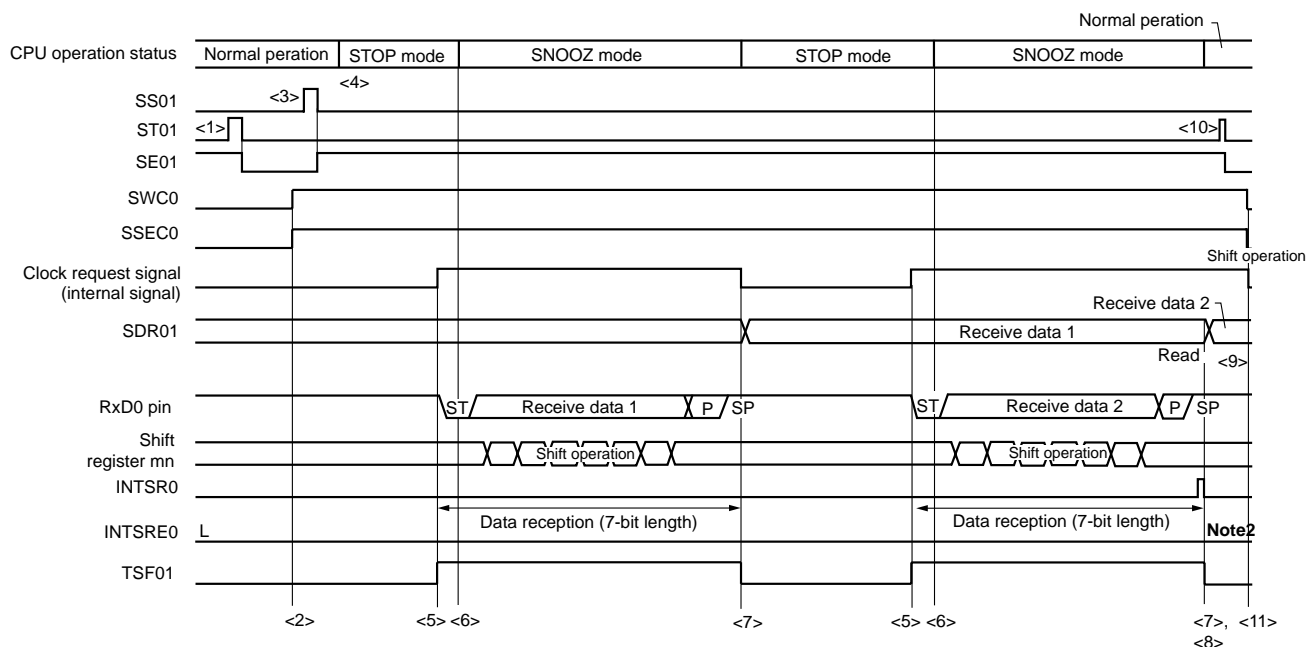 Normal peration
CPU operation status Normal peration STOP mode SNOOZ mode STOP mode SNOOZ mode
<4>
SS01 <3>
ST01 <1> <10>
SE01
SWC0
SSEC0
Shift operation
Clock request signal
(internal signal)
Receive data 2
SDR01 Receive data 1
Read <9>
RxD0 pin ST Receive data 1 P SP ST Receive data 2 P SP
Shift
register mn Shift operation Shift operation
INTSR0
Data reception (7-bit length) Data reception (7-bit length)
INTSRE0 L Note2
TSF01
<2> <5> <6> <7> <5> <6> <7>, <11>
<8>